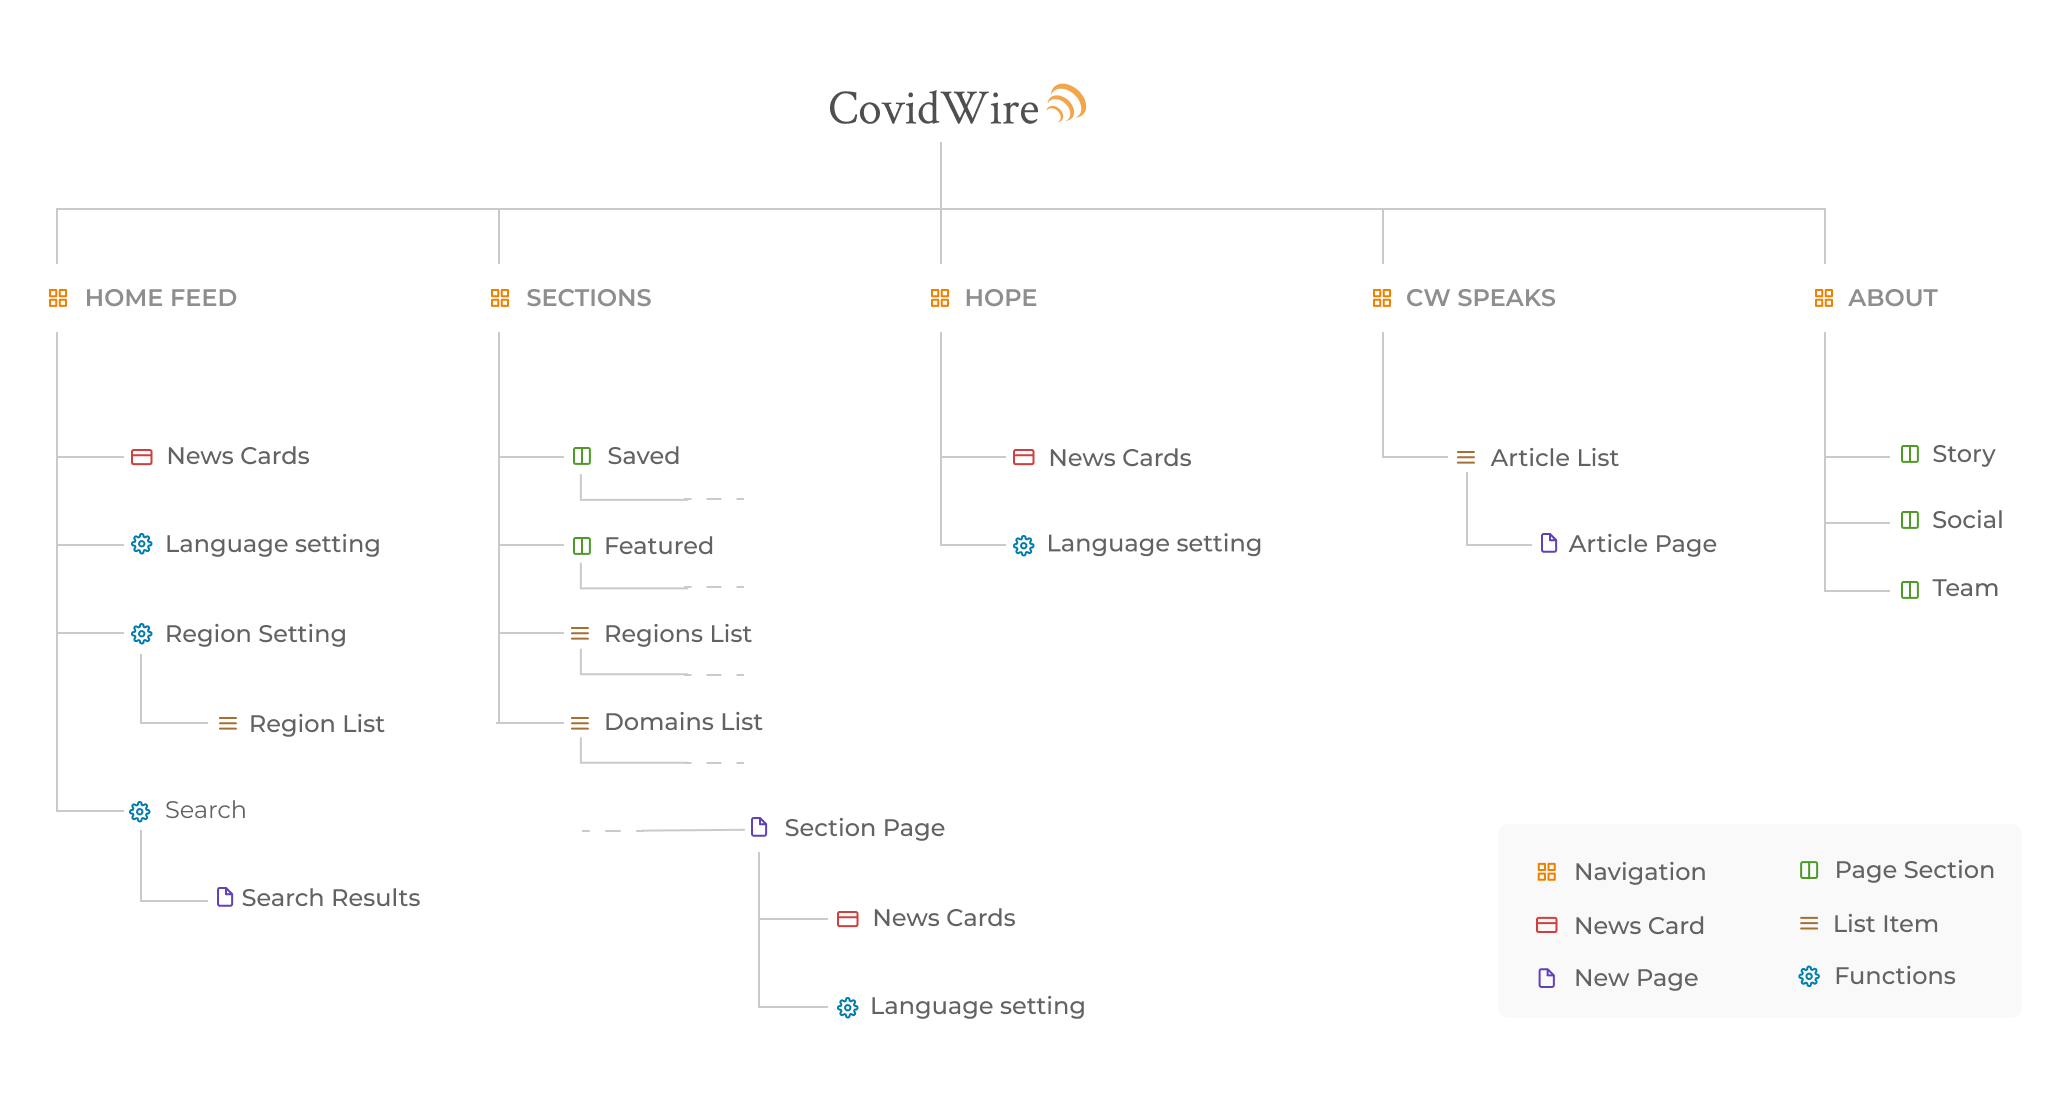 CovidWire
HOME FEED
SECTIONS
HOPE
CW SPEAKS
ABOUT
News Cards
Language setting
Region Setting
Region List
Search
Search Results
Saved
Featured
Regions List
Domains List
Section Page
News Cards
Language setting
News Cards
Language setting
Article List
Article Page
Story
Social
Team
Navigation
News Card
New Page
Page Section
List Item
Functions